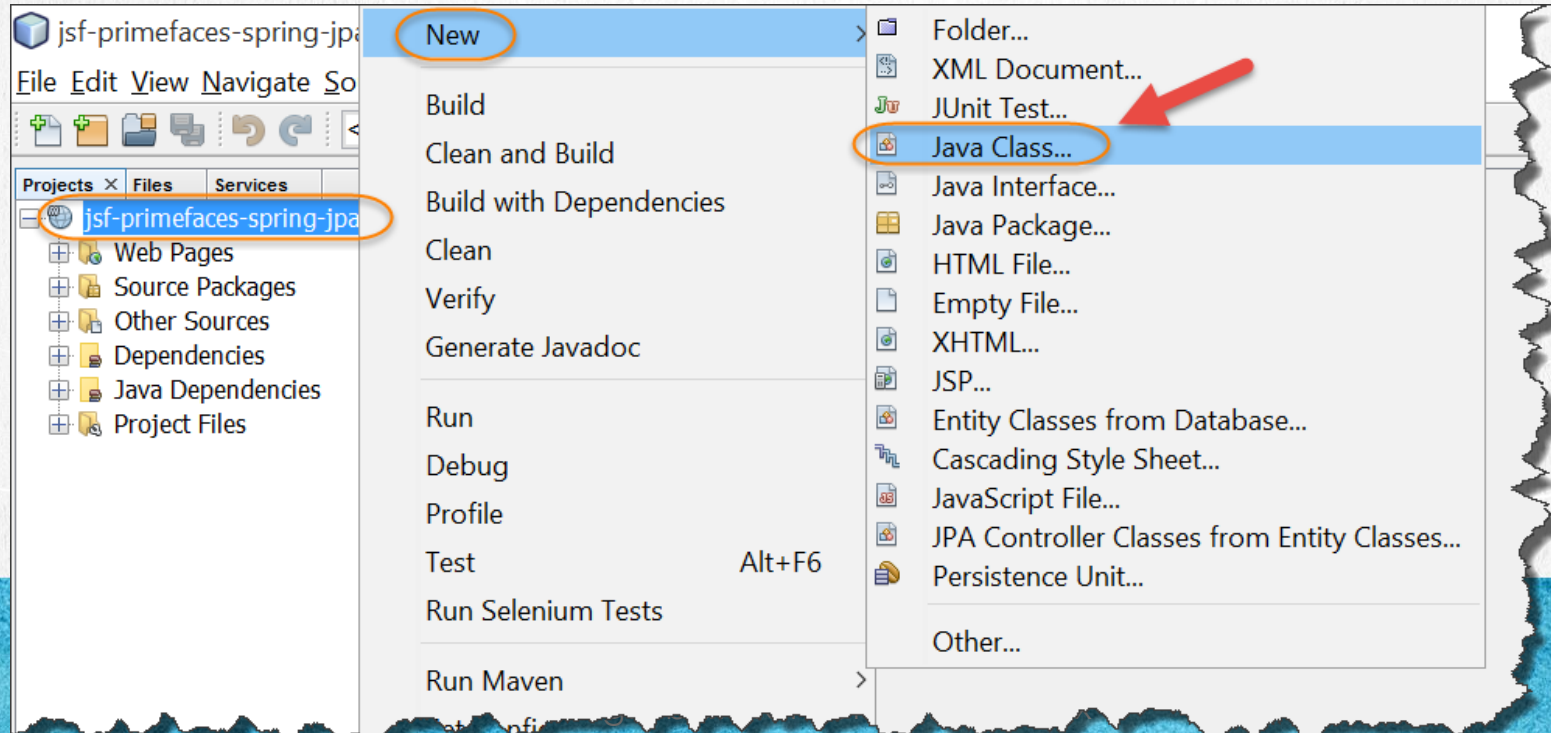 jsf-primefaces-spring-jpa
File Edit View Navigate So
Projects Files Services
jsf-primefaces-spring-jpa
Web Pages
Source Packages
Other Sources
Dependencies
Java Dependencies
Project Files
New
Build
Clean and Build
Build with Dependencies
Clean
Verify
Generate Javadoc
Run
Debug
Profile
Test Alt+F6
Run Selenium Tests
Run Maven
Folder...
XML Document...
JUnit Test...
Java Class...
Java Interface...
Java Package...
HTML File...
Empty File...
XHTML...
JSP...
Entity Classes from Database...
Cascading Style Sheet...
JavaScript File...
JPA Controller Classes from Entity Classes...
Persistence Unit...
Other...